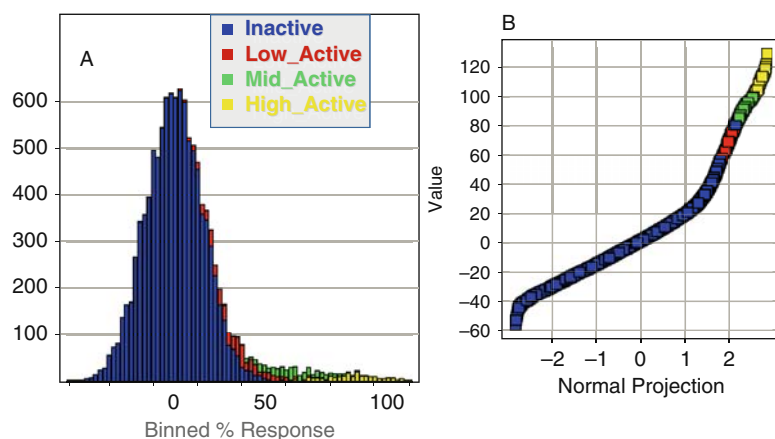 A
Inactive
Low_Active
Mid_Active
High_Active
600
500
400
300
200
100
0 50 100
Binned % Response
B
120
100
80
60
40
20
0
−20
−40
−60
Value
−2 −1 0 1 2
Normal Projection